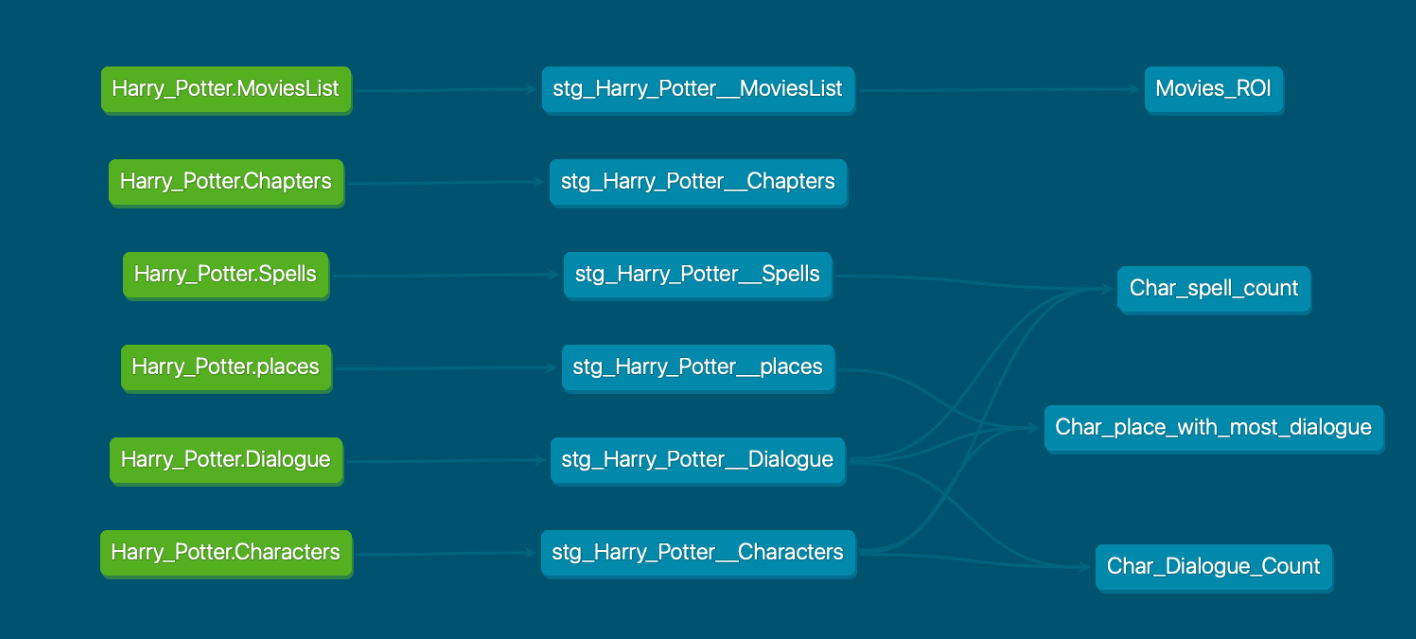 Harry_Potter.MoviesList
stg_Harry_Potter__MoviesList
Movies_ROI
Harry_Potter.Chapters
stg_Harry_Potter__Chapters
Harry_Potter.Spells
stg_Harry_Potter__Spells
Char_spell_count
Harry_Potter.places
stg_Harry_Potter__places
Char_place_with_most_dialogue
Harry_Potter.Dialogue
stg_Harry_Potter__Dialogue
Harry_Potter.Characters
stg_Harry_Potter__Characters
Char_Dialogue_Count